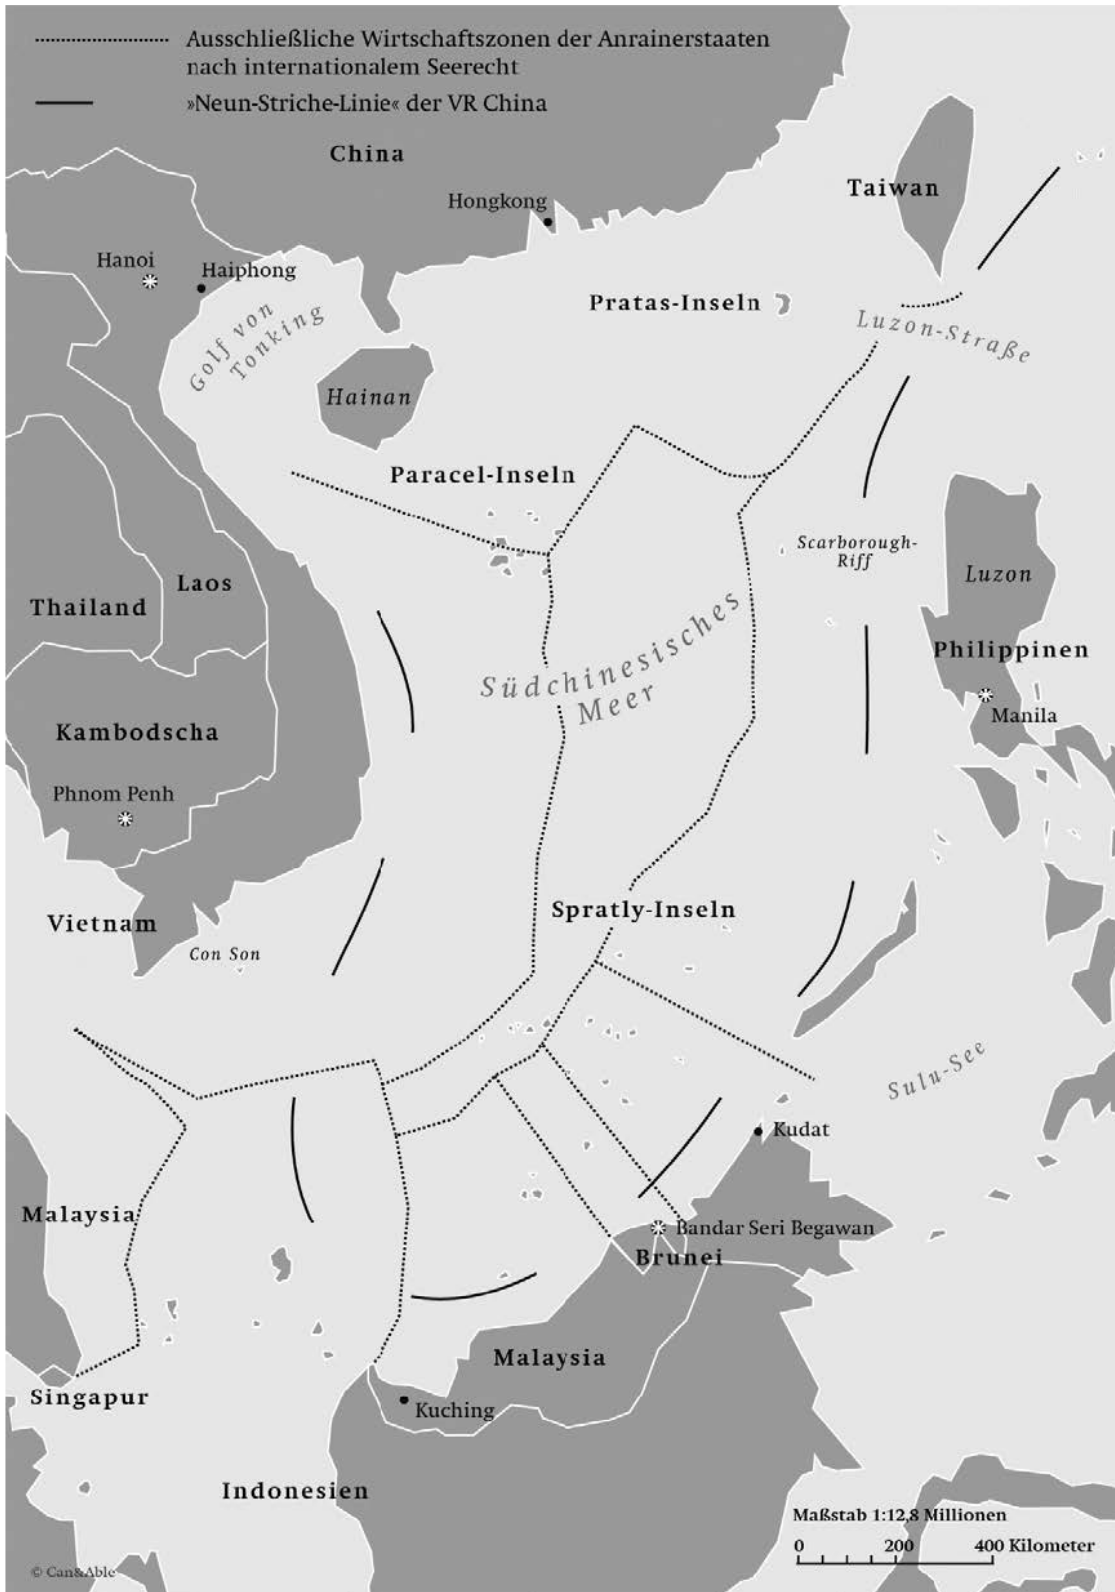 Ausschließliche Wirtschaftszonen der Anrainerstaaten
nach internationalem Seerecht
»Neun-Striche-Linie« der VR China
China
Taiwan
Hongkong
Hanoi
Haiphong
Pratas-Inseln
Golf von
Tonking
Luzon-Straße
Hainan
Paracel-Inseln
Scarborough-
Riff
Luzon
Laos
Thailand
Südchinesisches
Meer
Philippinen
Manila
Kambodscha
Phnom Penh
Spratly-Inseln
Vietnam
Con Son
Sulu-See
Kudat
Malaysia
Bandar Seri Begawan
Brunei
Malaysia
Singapur
Kuching
Indonesien
Maßstab 1:12,8 Millionen
0 200 400 Kilometer
© Can&Able